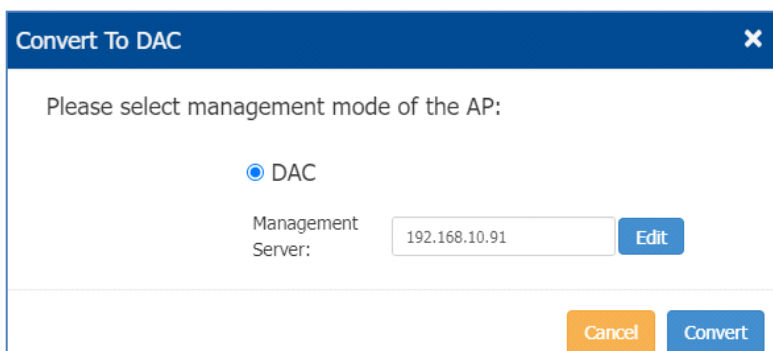 Convert To DAC
Please select management mode of the AP:
DAC
Management
Server:
192.168.10.91
Edit
Cancel
Convert